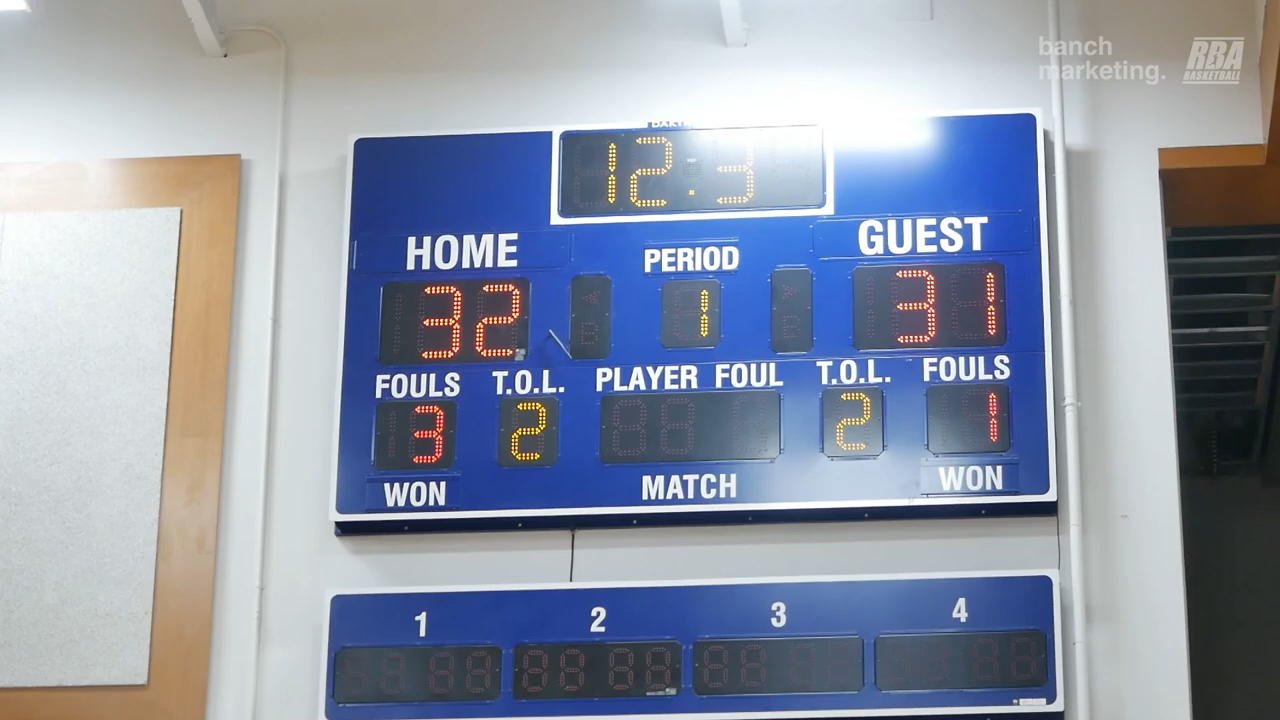 banch
marketing.
RBA
BASKETBALL
12.3
HOME
PERIOD
GUEST
32
1
31
FOULS T.O.L. PLAYER FOUL T.O.L. FOULS
3 2 2 1
WON MATCH WON
1 2 3 4